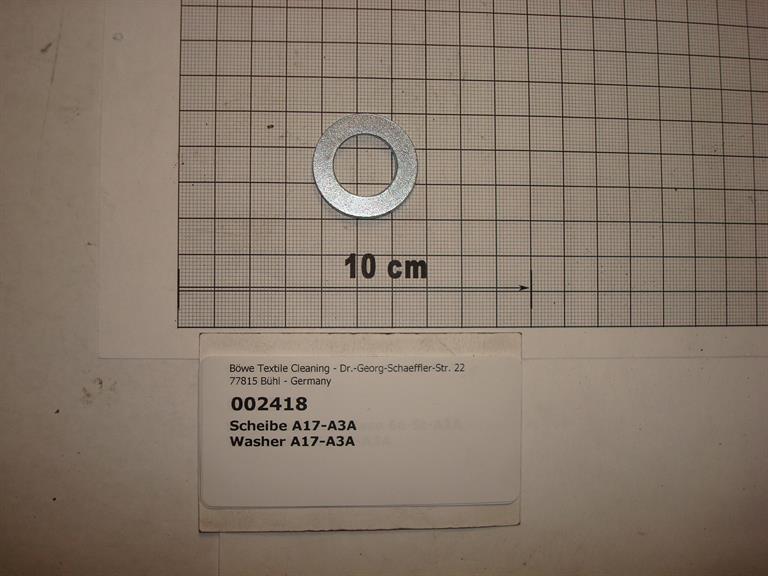 10 cm
Böwe Textile Cleaning - Dr.-Georg-Schaeffler-Str. 22
77815 Bühl - Germany
002418
Scheibe A17-A3A
Washer A17-A3A